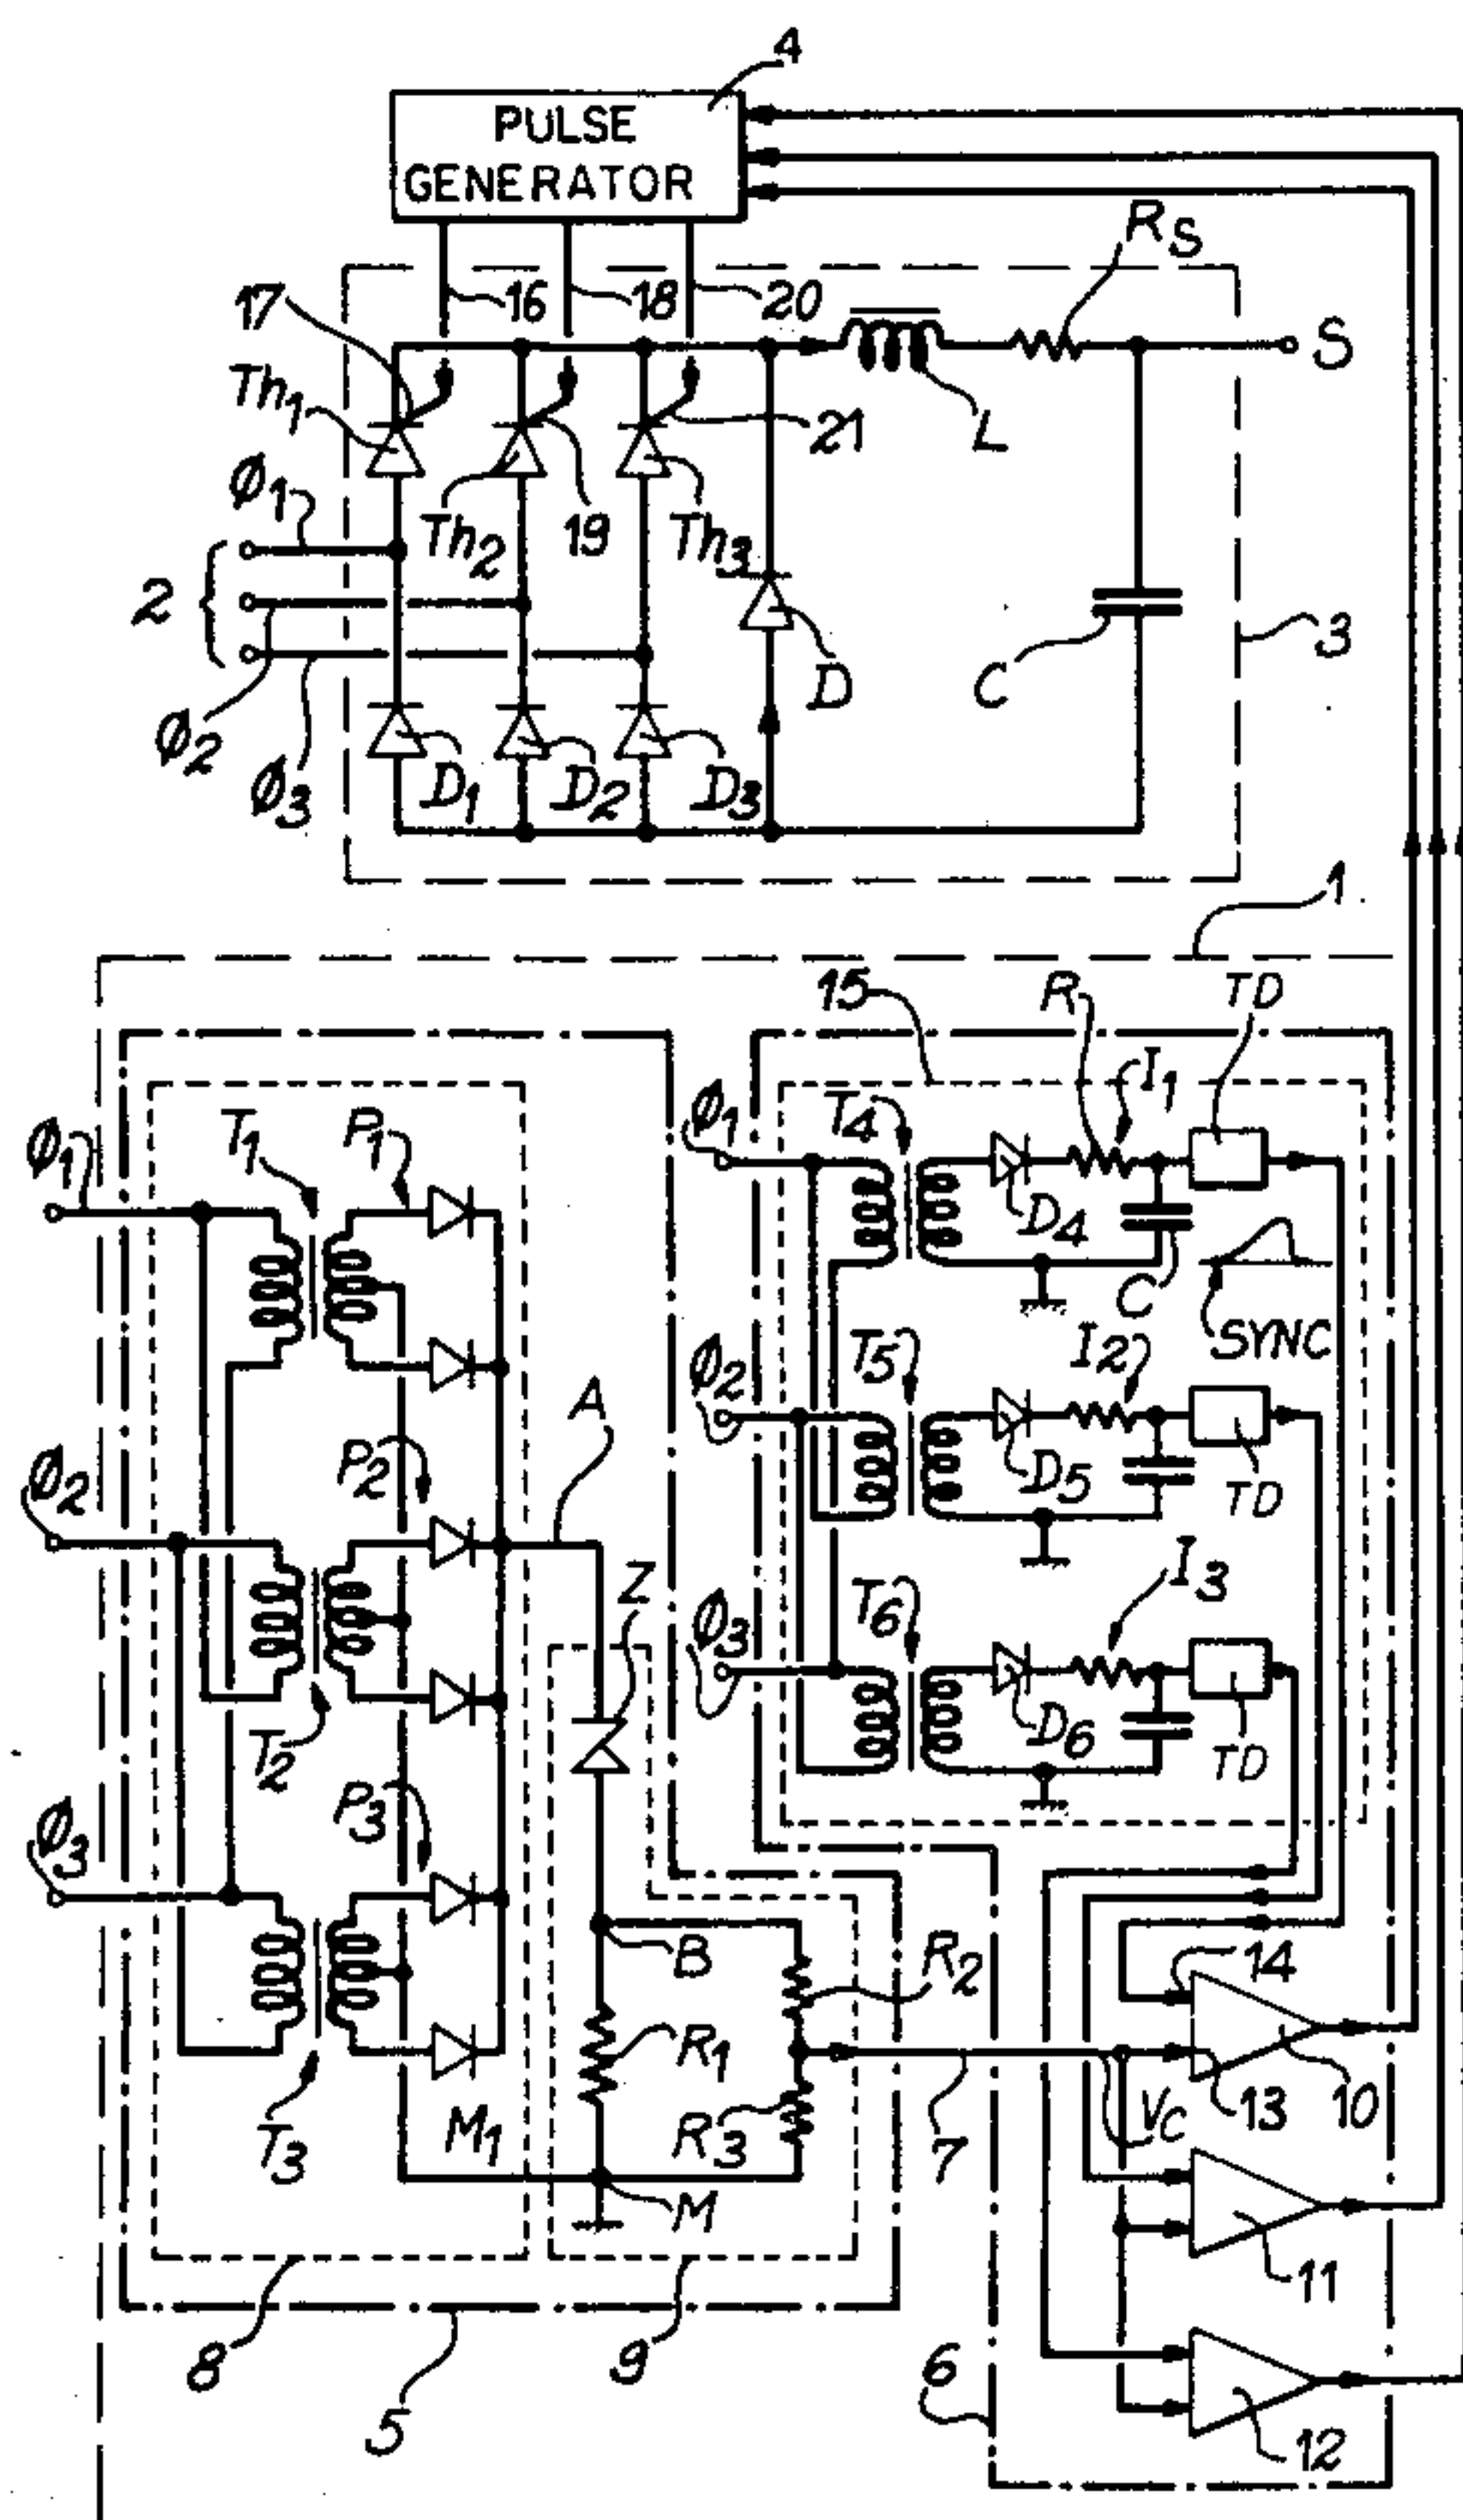 4
PULSE
GENERATOR
RS
17
16
18
20
S
Th1
21
L
Ø1
Th2
19
Th3
2
3
D
C
Ø2
Ø3
D1
D2
D3
1
15
R
TD
I1
Ø1
T4
Ø1
T1
P1
D4
C
SYNC
T5
I2
Ø2
A
P2
D5
TD
Ø2
Z
I3
T6
Ø3
D6
TD
T2
P3
Ø3
B
R2
14
R1
M1
R3
7
VC
13
10
T3
M
11
8
9
6
5
12